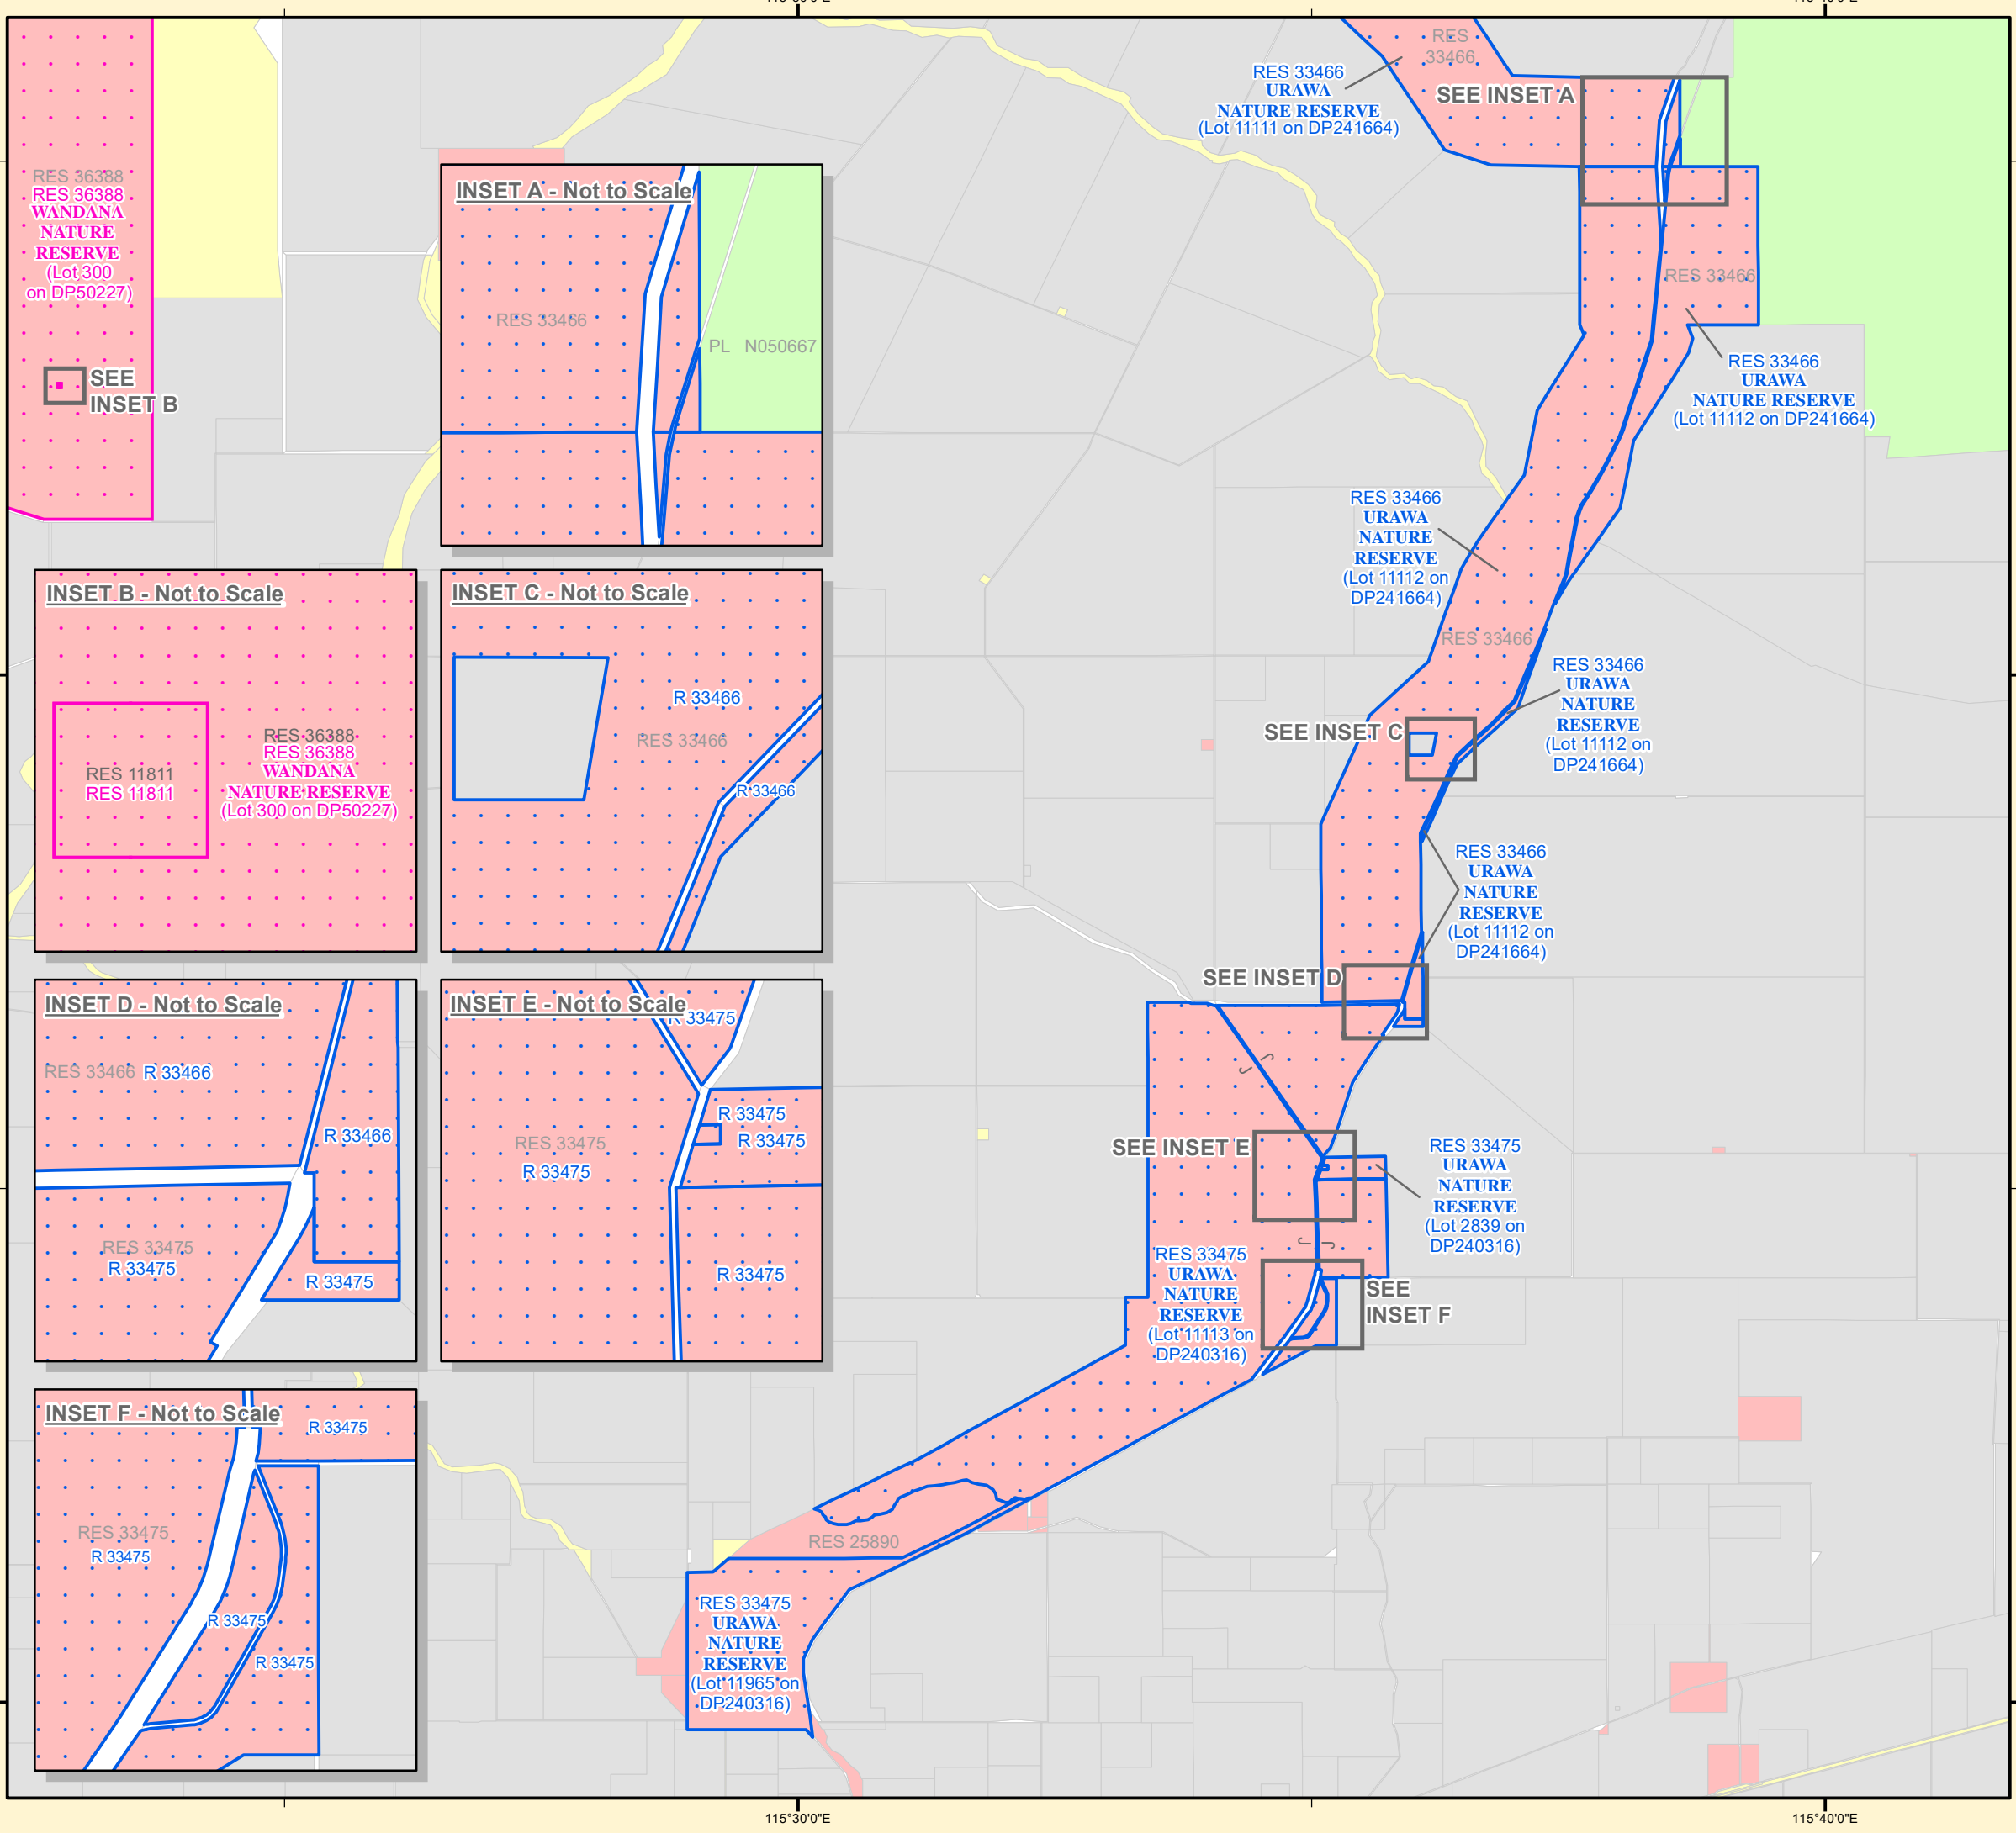 RES
33466
RES 33466
URAWA
NATURE RESERVE
(Lot 11111 on DP241664)
SEE INSET A
RES 36388
RES 36388
WANDANA
NATURE
RESERVE
(Lot 300
on DP50227)
SEE
INSET B
INSET A - Not to Scale
RES 33466
PL N050667
RES 33466
RES 33466
URAWA
NATURE RESERVE
(Lot 11112 on DP241664)
RES 33466
URAWA
NATURE
RESERVE
(Lot 11112 on
DP241664)
RES 33466
RES 33466
URAWA
NATURE
RESERVE
(Lot 11112 on
DP241664)
SEE INSET C
INSET B - Not to Scale
RES 11811
RES 11811
RES 36388
RES 36388
WANDANA
NATURE RESERVE
(Lot 300 on DP50227)
INSET C - Not to Scale
R 33466
RES 33466
R 33466
RES 33466
URAWA
NATURE
RESERVE
(Lot 11112 on
DP241664)
SEE INSET D
INSET D - Not to Scale
RES 33466 R 33466
R 33466
RES 33475
R 33475
R 33475
INSET E - Not to Scale
R 33475
R 33475
R 33475
RES 33475
R 33475
R 33475
SEE INSET E
RES 33475
URAWA
NATURE
RESERVE
(Lot 2839 on
DP240316)
RES 33475
URAWA
NATURE
RESERVE
(Lot 11113 on
DP240316)
SEE
INSET F
INSET F - Not to Scale
R 33475
RES 33475
R 33475
R 33475
R 33475
RES 25890
RES 33475
URAWA
NATURE
RESERVE
(Lot 11965 on
DP240316)
115°30'0"E
115°40'0"E